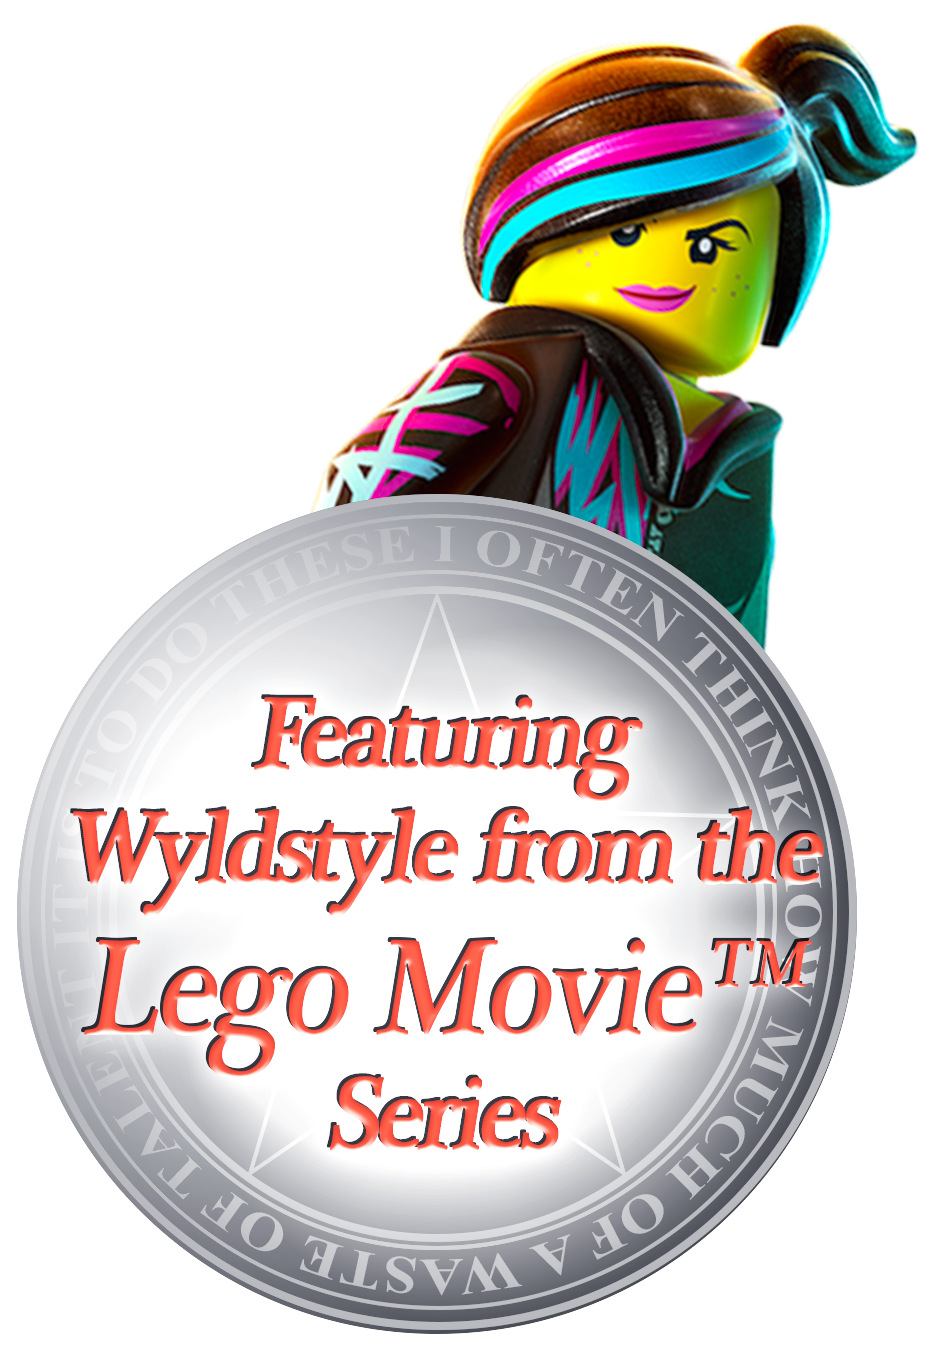 Featuring
Wyldstyle from the
Lego Movie™
Series
I OFTEN THINK HOW MUCH OF A WASTE OF TALENT IT IS TO DO THESE